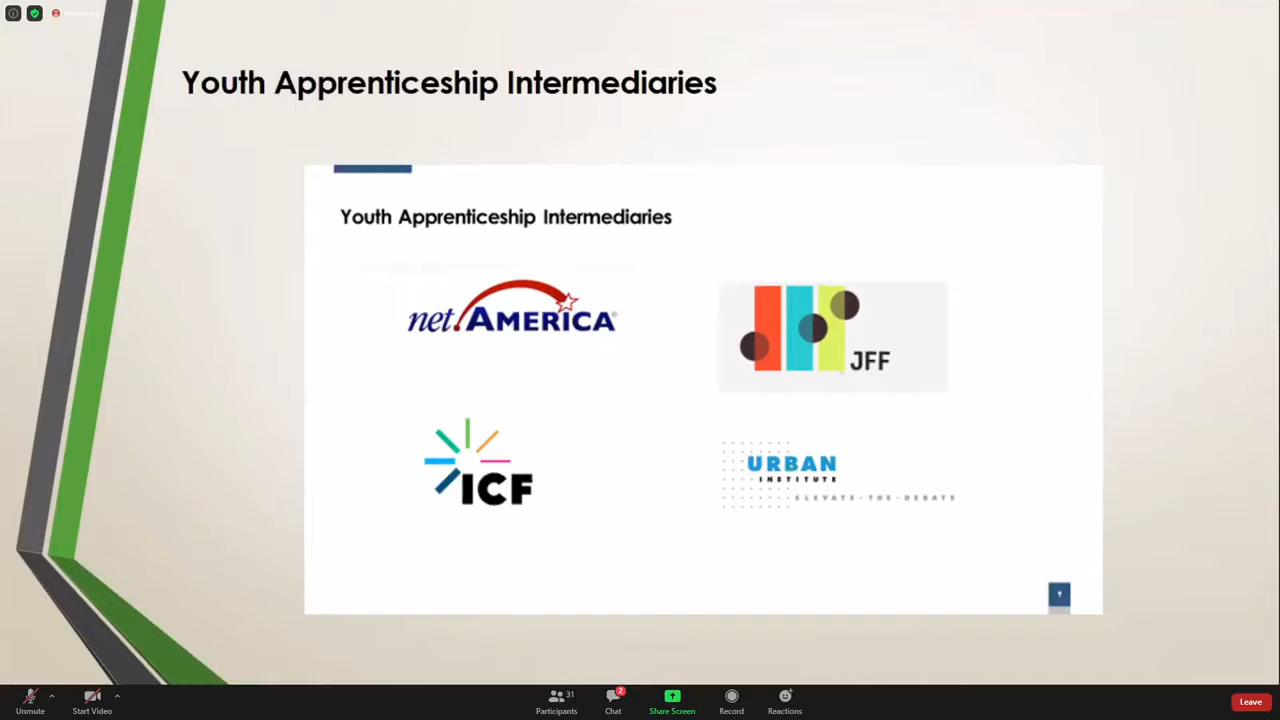 Youth Apprenticeship Intermediaries
Youth Apprenticeship Intermediaries
net.AMERICA®
JFF
ICF
URBAN
INSTITUTE
ELEVATE·THE·DEBATE
Unmute
Start Video
Participants
31
Chat
2
Share Screen
Record
Reactions
Leave